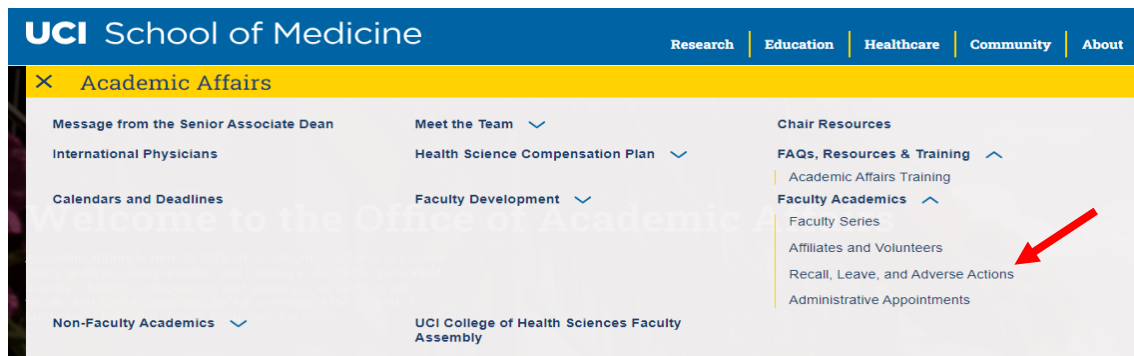 UCI School of Medicine
Research Education Healthcare Community About
Academic Affairs
Message from the Senior Associate Dean
Meet the Team
Chair Resources
International Physicians
Health Science Compensation Plan
FAQs, Resources & Training
Academic Affairs Training
Calendars and Deadlines
Faculty Development
Faculty Academics
Welcome to the Office of Academic Affairs
Faculty Series
Affiliates and Volunteers
Recall, Leave, and Adverse Actions
Administrative Appointments
Non-Faculty Academics
UCI College of Health Sciences Faculty
Assembly